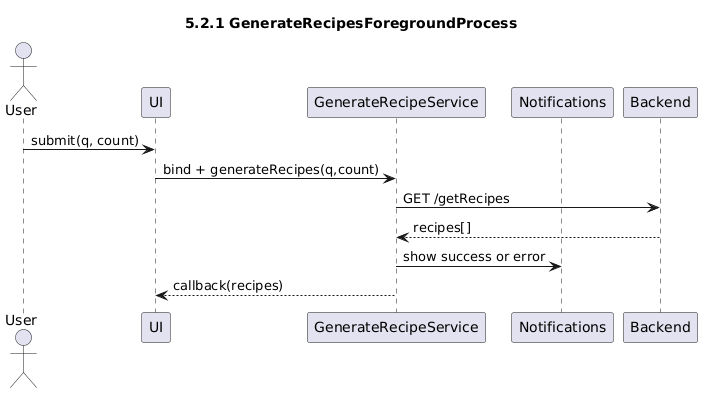 5.2.1 GenerateRecipesForegroundProcess
User
UI
GenerateRecipeService
Notifications
Backend
submit(q, count)
bind + generateRecipes(q,count)
GET /getRecipes
recipes[]
show success or error
callback(recipes)
User
UI
GenerateRecipeService
Notifications
Backend